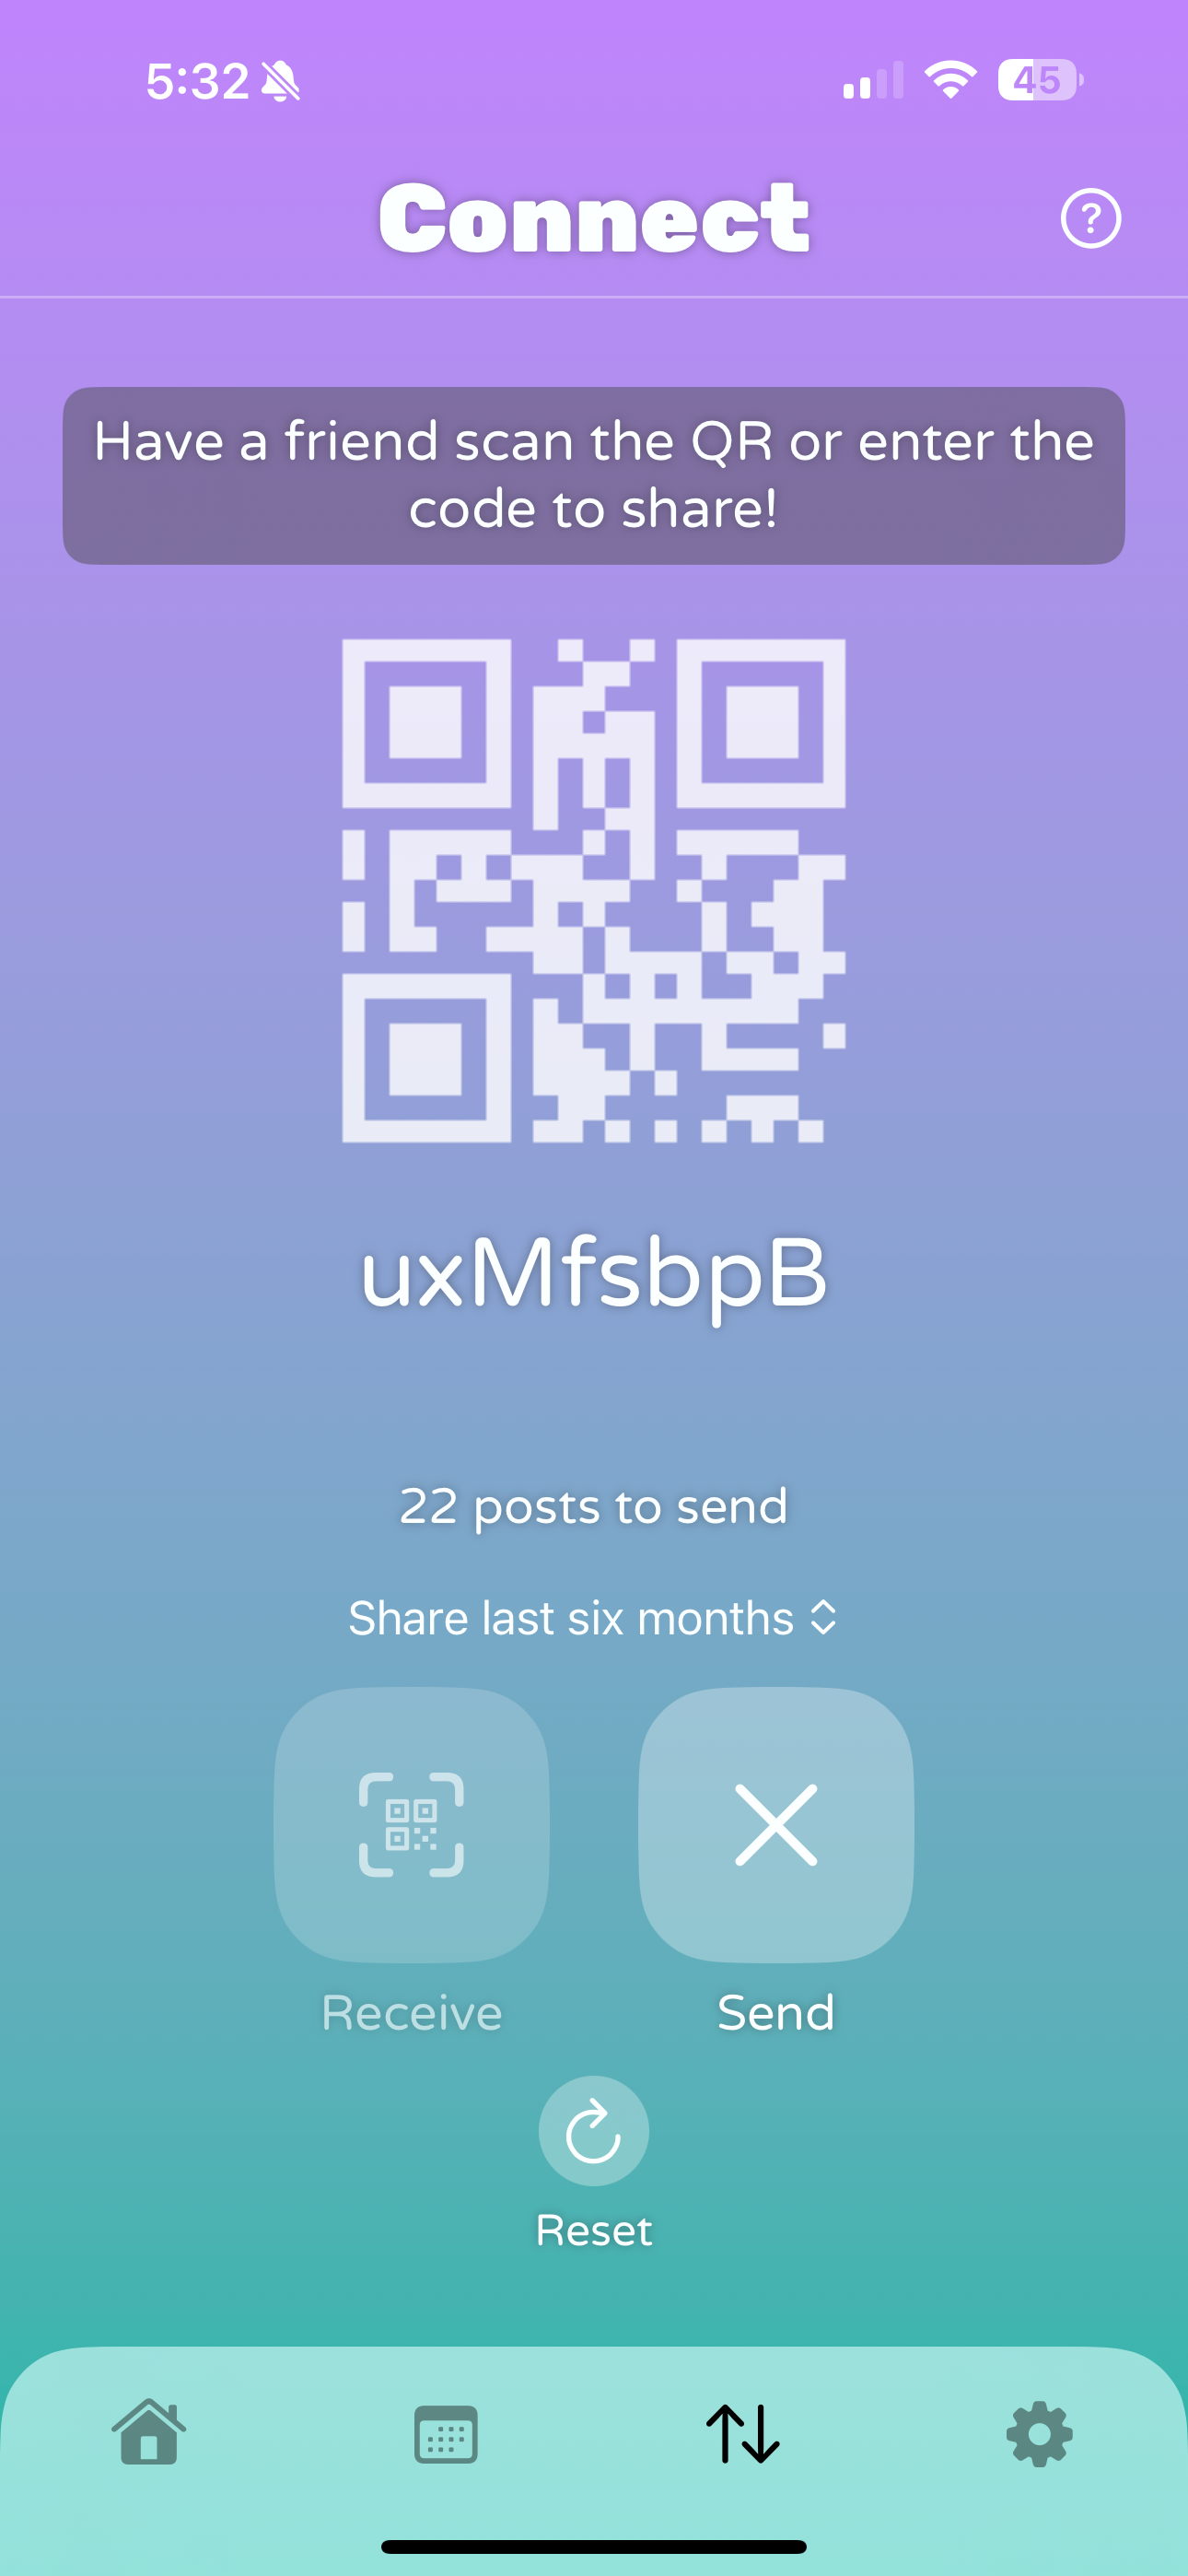 5:32
45
Connect
?
Have a friend scan the QR or enter the
code to share!
uxMfsbpB
22 posts to send
Share last six months
Receive
Send
Reset